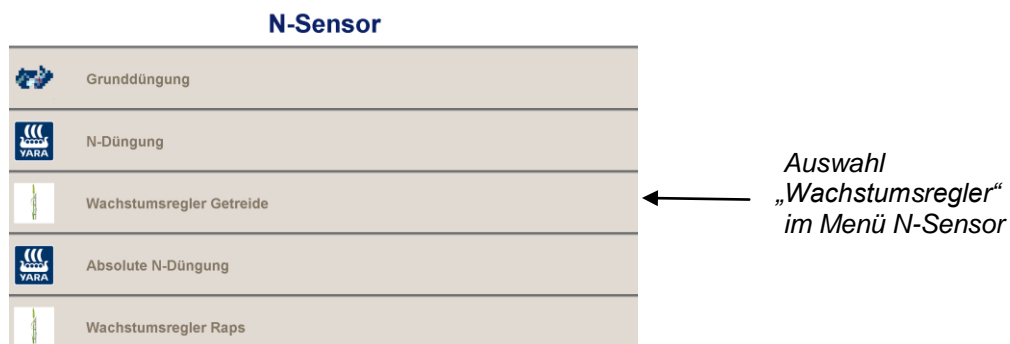 N-Sensor
Grunddüngung
YARA
N-Düngung
Wachstumsregler Getreide
YARA
Absolute N-Düngung
Wachstumsregler Raps
Auswahl
„Wachstumsregler“
im Menü N-Sensor